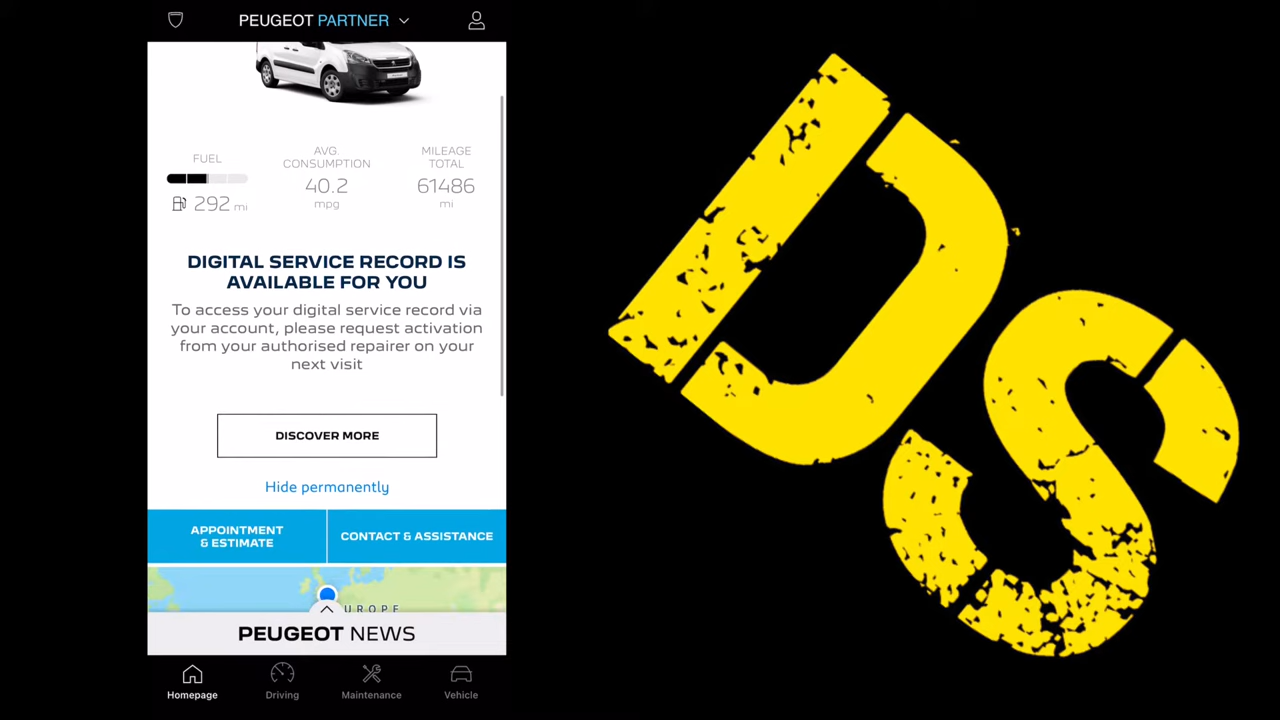 PEUGEOT PARTNER
FUEL
292 mi
AVG.
CONSUMPTION
40.2
mpg
MILEAGE
TOTAL
61486
mi
DIGITAL SERVICE RECORD IS
AVAILABLE FOR YOU
To access your digital service record via
your account, please request activation
from your authorised repairer on your
next visit
DISCOVER MORE
Hide permanently
APPOINTMENT
& ESTIMATE
CONTACT & ASSISTANCE
UROPE
PEUGEOT NEWS
Homepage
Driving
Maintenance
Vehicle
DS